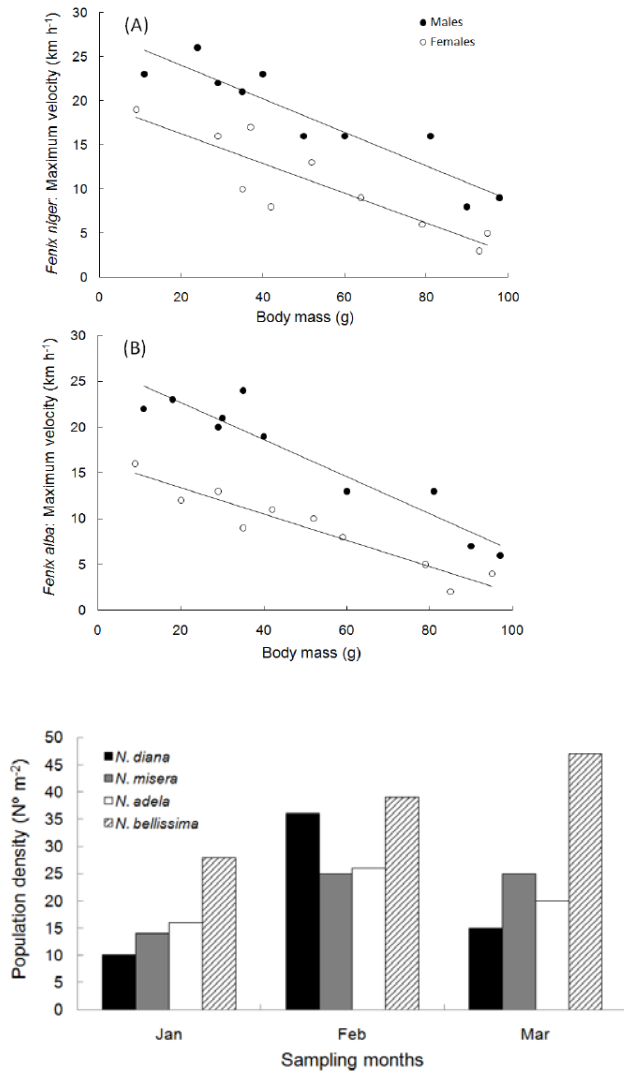 (A)
Males
Females
Fenix niger: Maximum velocity (km h-1)
30
25
20
15
10
5
0
0 20 40 60 80 100
Body mass (g)
(B)
Fenix alba: Maximum velocity (km h-1)
30
25
20
15
10
5
0
0 20 40 60 80 100
Body mass (g)
Population density (Nº m-2)
50
45
40
35
30
25
20
15
10
5
0
N. diana
N. misera
N. adela
N. bellissima
Jan Feb Mar
Sampling months